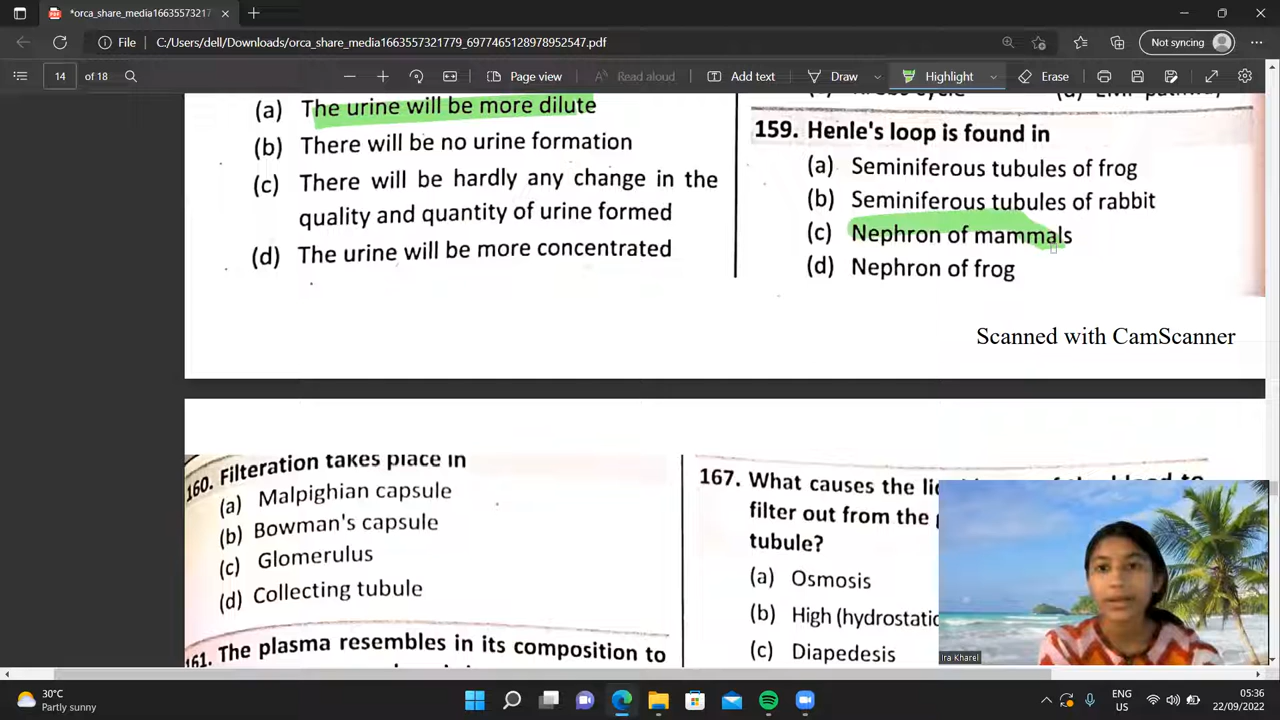 *orca_share_media1663557321
File
C:/Users/dell/Downloads/orca_share_media1663557321779_6977465128978952547.pdf
Not syncing
14 of 18
Page view
Read aloud
Add text
Draw
Highlight
Erase
(a) The urine will be more dilute
(b) There will be no urine formation
(c) There will be hardly any change in the
quality and quantity of urine formed
(d) The urine will be more concentrated
159. Henle's loop is found in
(a) Seminiferous tubules of frog
(b) Seminiferous tubules of rabbit
(c) Nephron of mammals
(d) Nephron of frog
Scanned with CamScanner
160. Filteration takes place in
(a) Malpighian capsule
(b) Bowman's capsule
(c) Glomerulus
(d) Collecting tubule
161. The plasma resembles in its composition to
167. What causes the
filter out from the
tubule?
(a) Osmosis
(b) High (hydrostatic
(c) Diapedesis
Ira Kharel
30°C
Partly sunny
ENG
US
05:36
22/09/2022